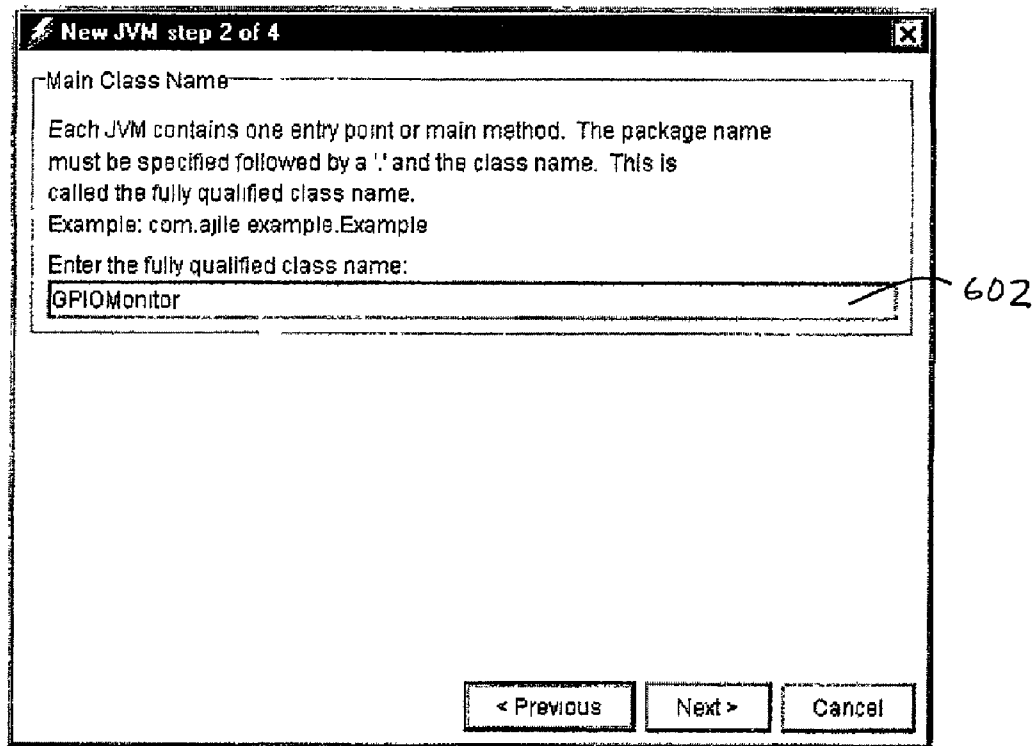 New JVM step 2 of 4
Main Class Name
Each JVM contains one entry point or main method. The package name
must be specified followed by a '.' and the class name. This is
called the fully qualified class name.
Example: com.ajile example.Example
Enter the fully qualified class name:
GPIOMonitor
602
< Previous Next > Cancel